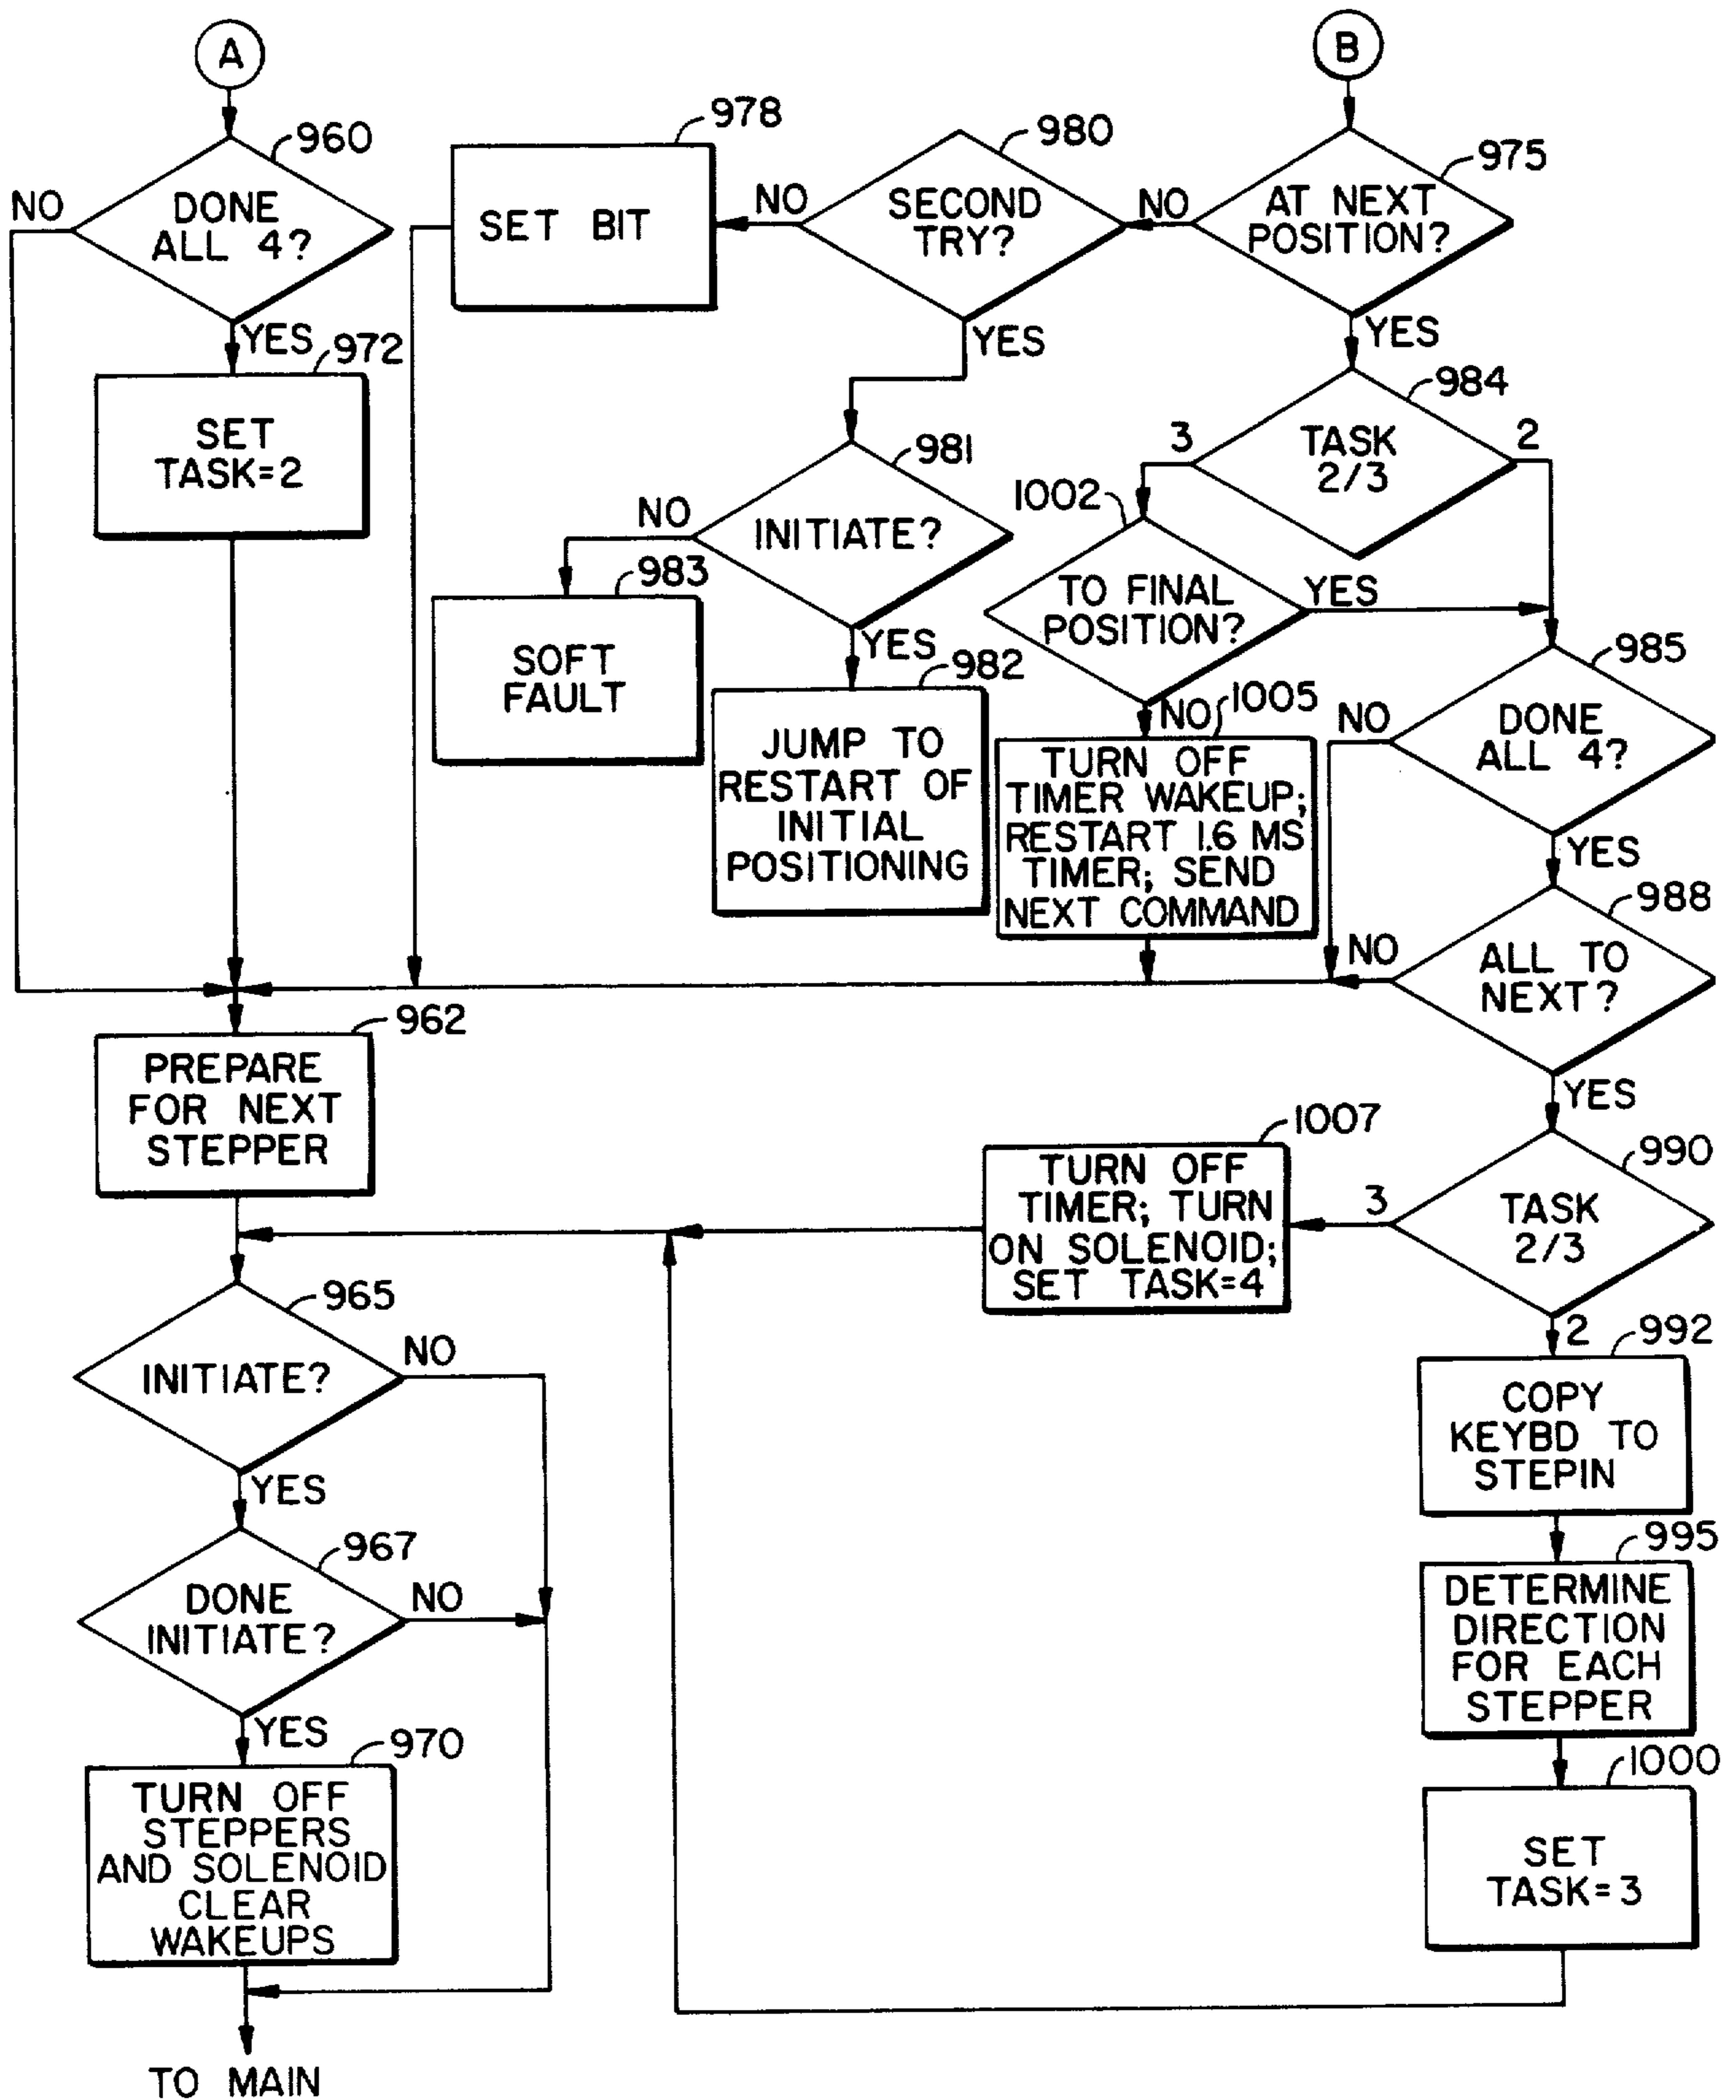 A
960
NO
DONE
ALL 4?
YES
972
SET
TASK=2
978
SET BIT
NO
980
SECOND
TRY?
YES
NO
B
975
AT NEXT
POSITION?
YES
984
3
TASK
2/3
2
981
NO
INITIATE?
983
SOFT
FAULT
YES
982
JUMP TO
RESTART OF
INITIAL
POSITIONING
1002
TO FINAL
POSITION?
YES
NO
1005
TURN OFF
TIMER WAKEUP;
RESTART 1.6 MS
TIMER; SEND
NEXT COMMAND
985
NO
DONE
ALL 4?
YES
988
NO
ALL TO
NEXT?
YES
962
PREPARE
FOR NEXT
STEPPER
1007
TURN OFF
TIMER; TURN
ON SOLENOID;
SET TASK=4
990
3
TASK
2/3
2
965
INITIATE?
NO
YES
967
DONE
INITIATE?
NO
YES
970
TURN OFF
STEPPERS
AND SOLENOID
CLEAR
WAKEUPS
TO MAIN
992
COPY
KEYBD TO
STEPIN
995
DETERMINE
DIRECTION
FOR EACH
STEPPER
1000
SET
TASK=3